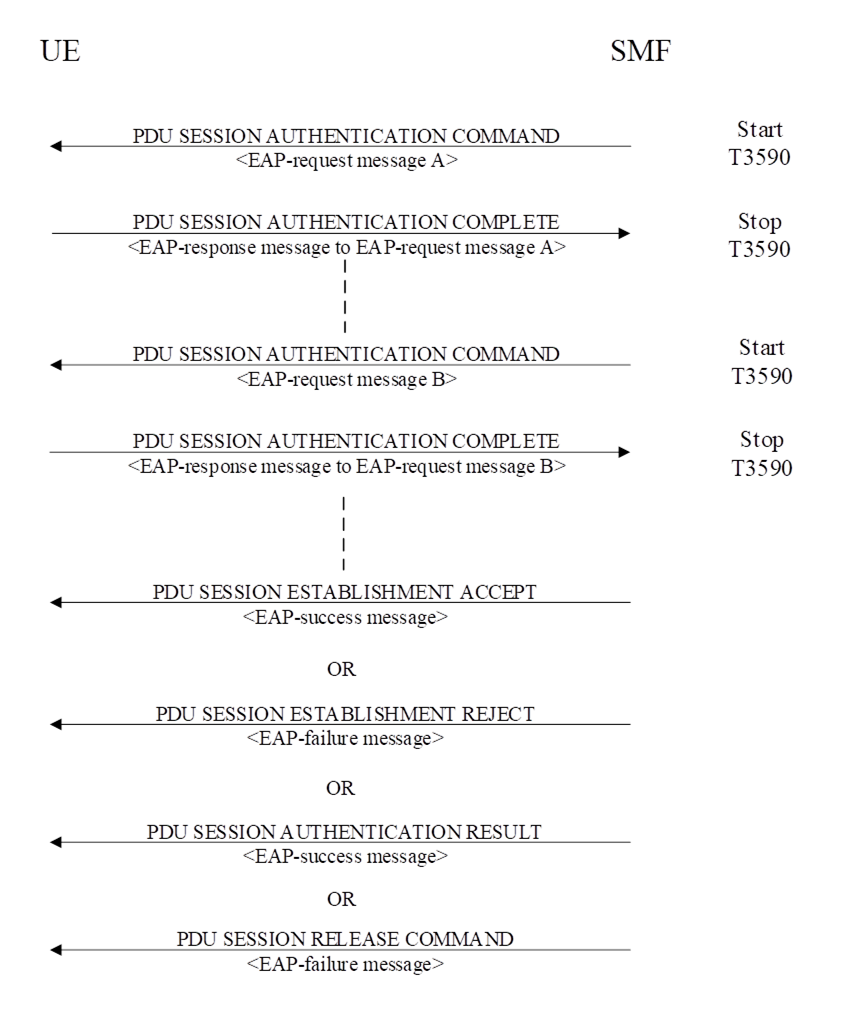 UE SMF
PDU SESSION AUTHENTICATION COMMAND
<EAP-request message A>
Start
T3590
PDU SESSION AUTHENTICATION COMPLETE
<EAP-response message to EAP-request message A>
Stop
T3590
PDU SESSION AUTHENTICATION COMMAND
<EAP-request message B>
Start
T3590
PDU SESSION AUTHENTICATION COMPLETE
<EAP-response message to EAP-request message B>
Stop
T3590
PDU SESSION ESTABLISHMENT ACCEPT
<EAP-success message>
OR
PDU SESSION ESTABLISHMENT REJECT
<EAP-failure message>
OR
PDU SESSION AUTHENTICATION RESULT
<EAP-success message>
OR
PDU SESSION RELEASE COMMAND
<EAP-failure message>